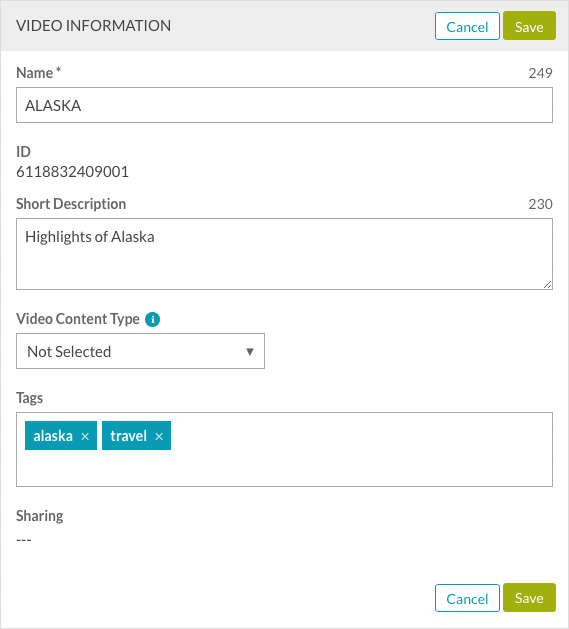 VIDEO INFORMATION Cancel Save
Name * 249
ALASKA
ID
6118832409001
Short Description 230
Highlights of Alaska
Video Content Type i
Not Selected ▼
Tags
alaska × travel ×
Sharing
---
Cancel Save